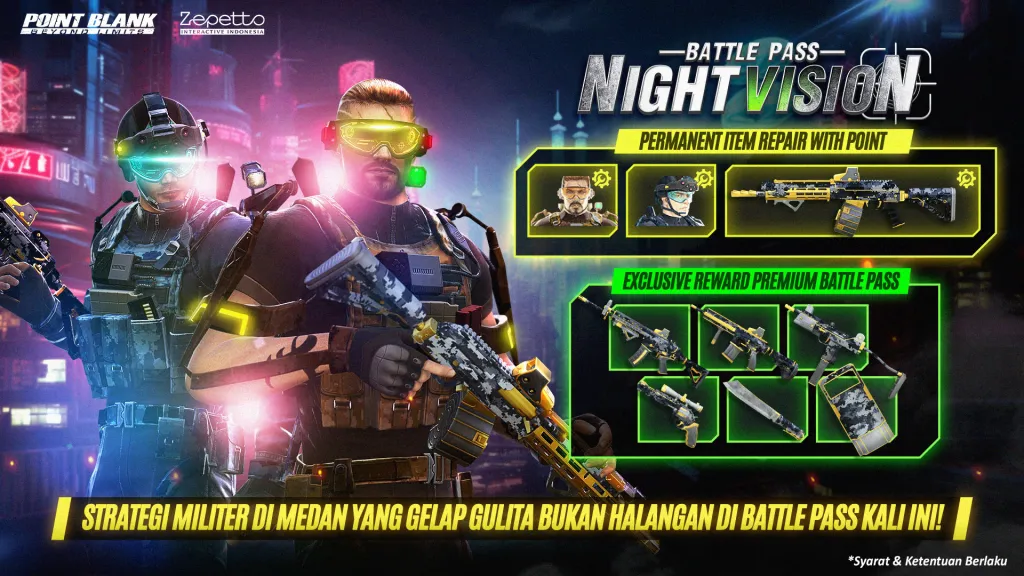 POINT BLANK
BEYOND LIMITS
Zepetto
INTERACTIVE INDONESIA
BATTLE PASS
NIGHT VISION
PERMANENT ITEM REPAIR WITH POINT
EXCLUSIVE REWARD PREMIUM BATTLE PASS
STRATEGI MILITER DI MEDAN YANG GELAP GULITA BUKAN HALANGAN DI BATTLE PASS KALI INI!
*Syarat & Ketentuan Berlaku